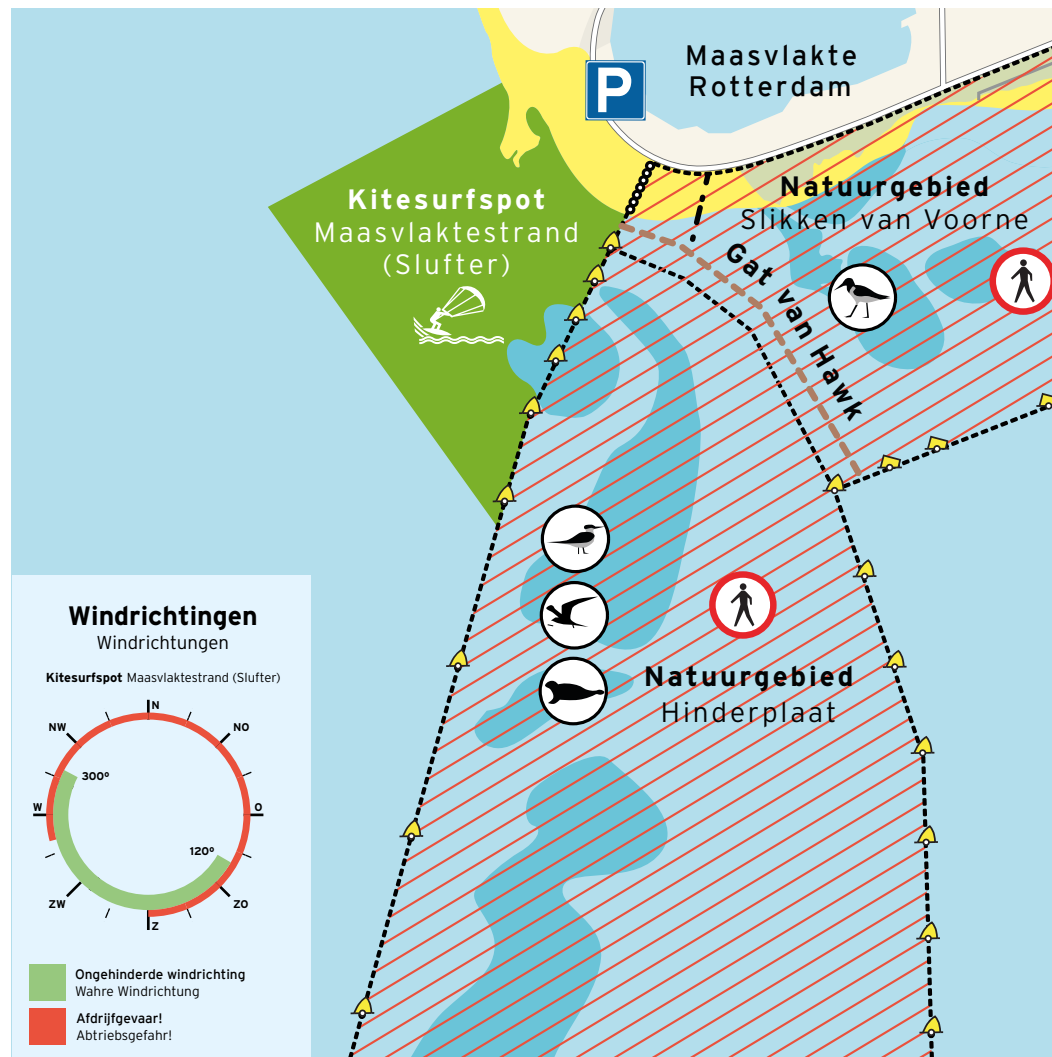 P
Maasvlakte
Rotterdam
Kitesurfspot
Maasvlaktestrand
(Slufter)
Natuurgebied
Slikken van Voorne
Gat van Hawk
Natuurgebied
Hinderplaat
Windrichtingen
Windrichtungen
Kitesurfspot Maasvlaktestrand (Slufter)
N
NW
NO
300º
W
O
120º
ZW
ZO
Z
Ongehinderde windrichting
Wahre Windrichtung
Afdrijfgevaar!
Abtriebsgefahr!